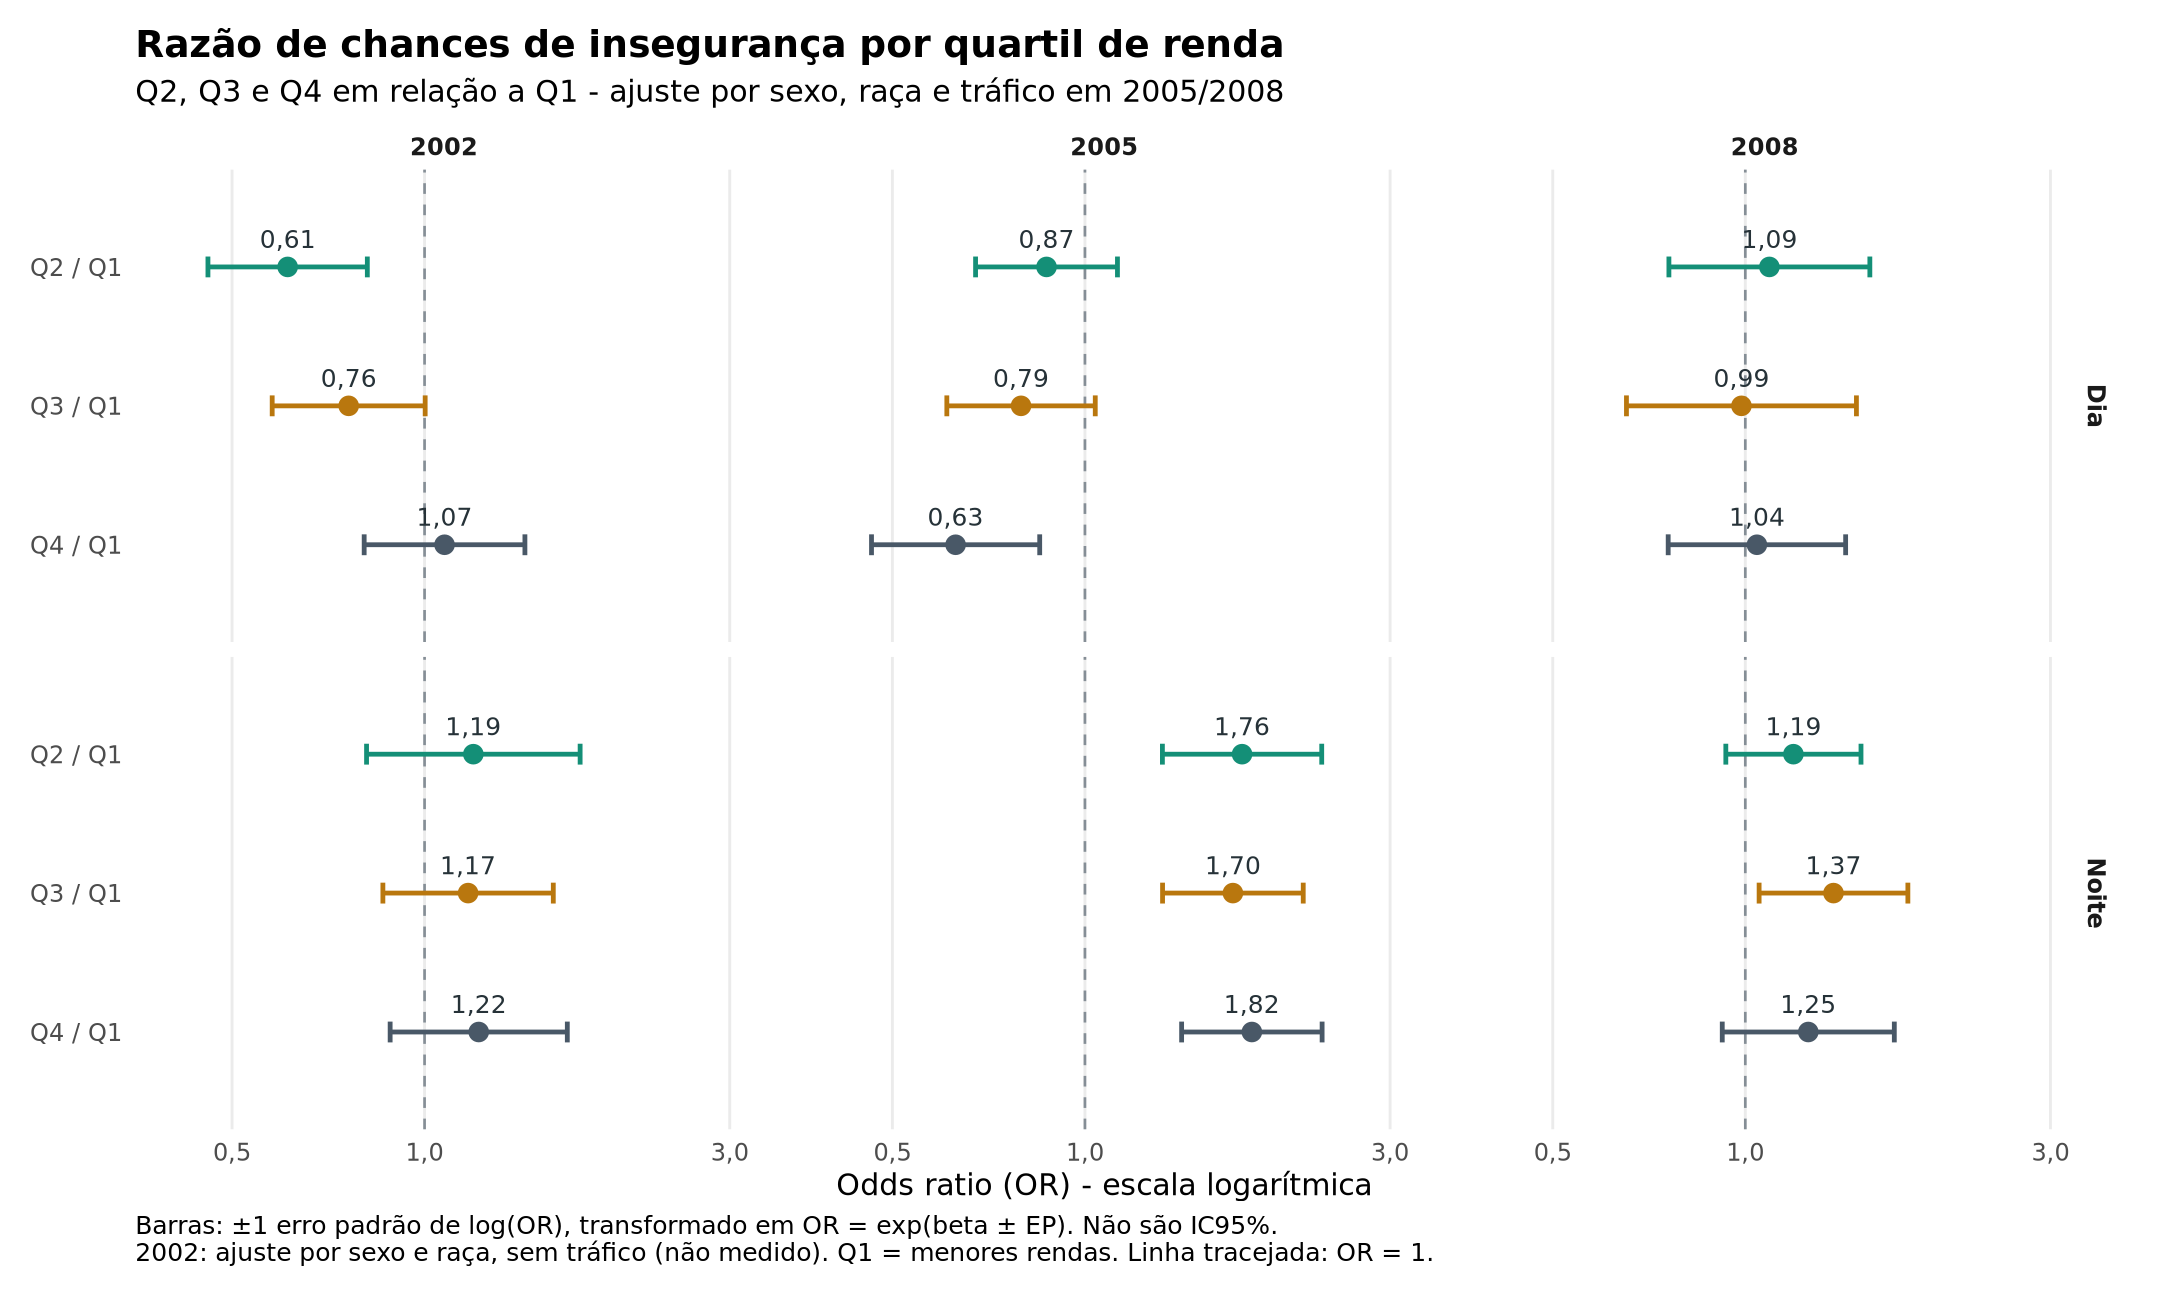 Razão de chances de insegurança por quartil de renda
Q2, Q3 e Q4 em relação a Q1 - ajuste por sexo, raça e tráfico em 2005/2008
2002 2005 2008
0,61 0,87 1,09
Q2 / Q1
0,76 0,79 0,99
Q3 / Q1
Dia
1,07 0,63 1,04
Q4 / Q1
1,19 1,76 1,19
Q2 / Q1
1,17 1,70 1,37
Q3 / Q1
Noite
1,22 1,82 1,25
Q4 / Q1
0,5 1,0 3,0 0,5 1,0 3,0 0,5 1,0 3,0
Odds ratio (OR) - escala logarítmica
Barras: ±1 erro padrão de log(OR), transformado em OR = exp(beta ± EP). Não são IC95%.
2002: ajuste por sexo e raça, sem tráfico (não medido). Q1 = menores rendas. Linha tracejada: OR = 1.